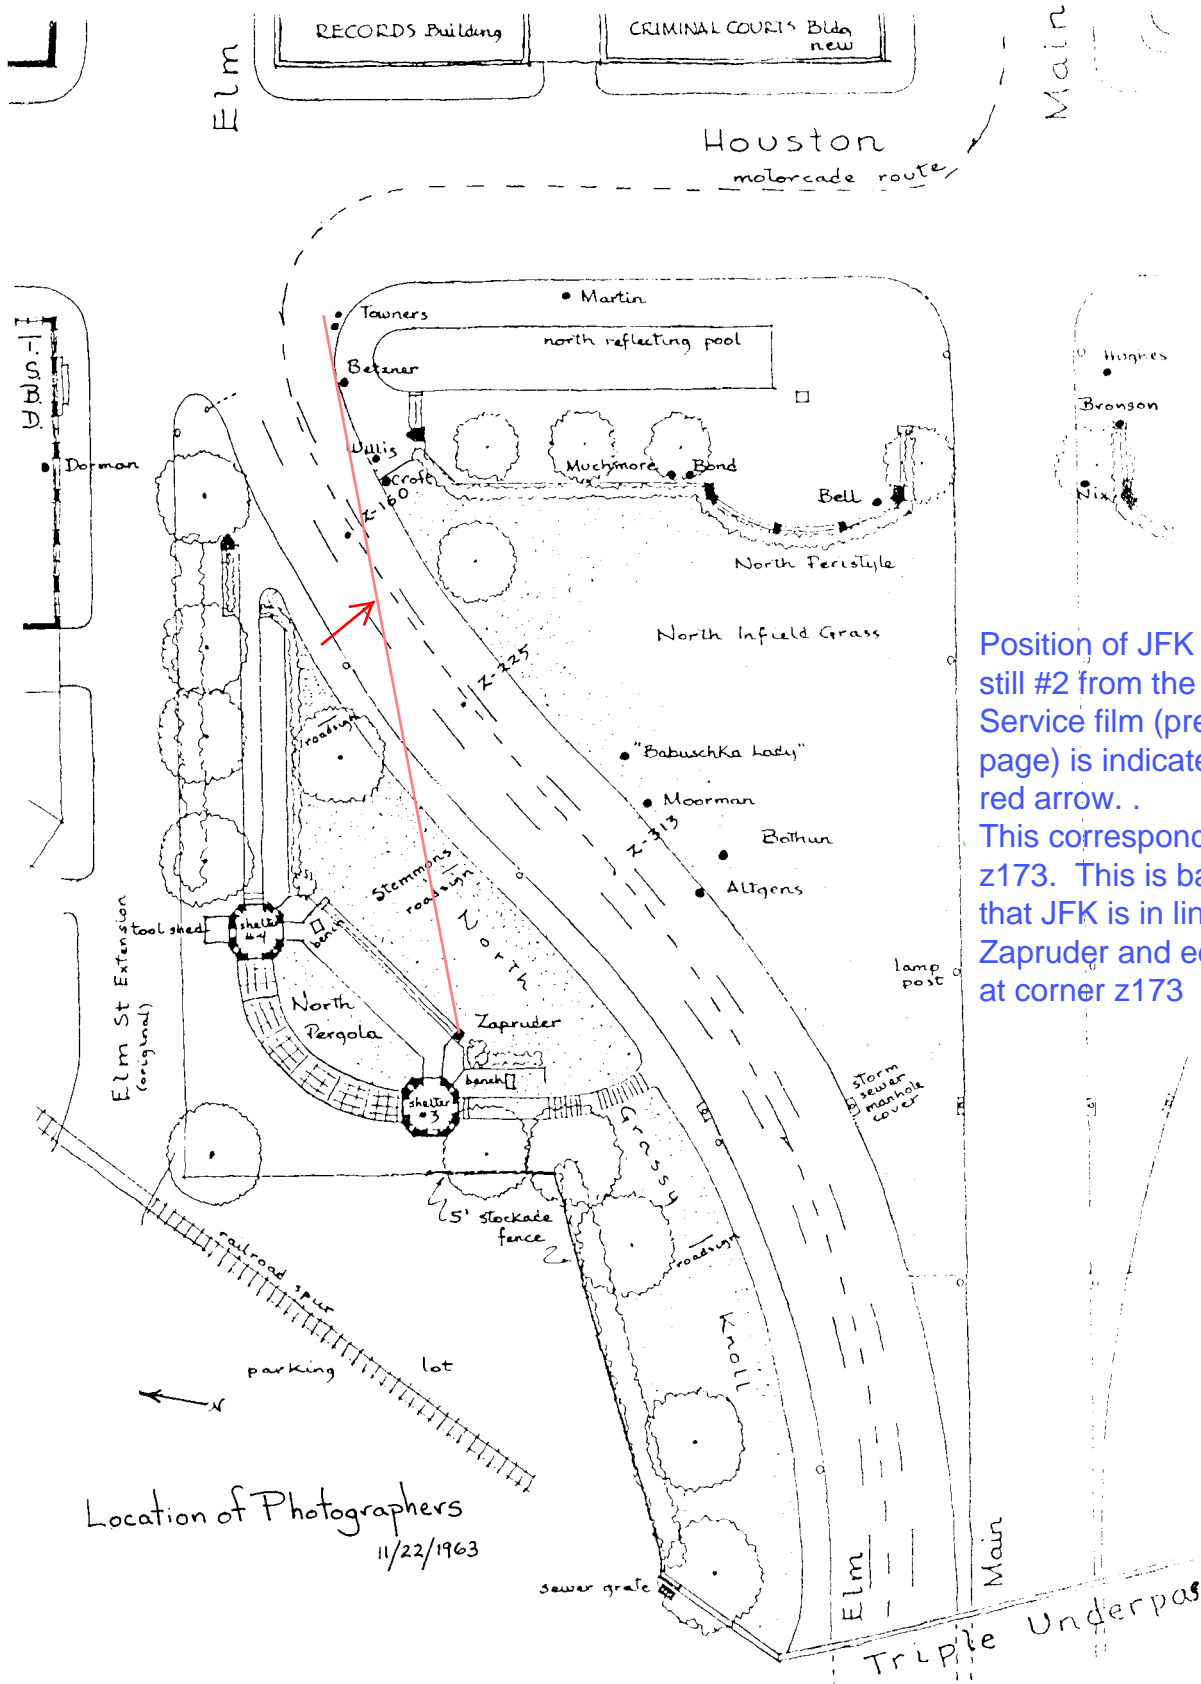 RECORDS Building
CRIMINAL COURTS Bldg
new
Elm
Main
Houston
motorcade route
Martin
Towners
north reflecting pool
Betzner
Hughes
T.S.B.D.
Bronson
Willis
Dorman
Croft
Muchmore
Bond
Bell
Nix
Z-160
North Peristyle
North Infield Grass
Position of JFK
still #2 from the
Service film (pre
page) is indicate
red arrow. .
This correspond
z173. This is ba
that JFK is in lin
Zapruder and e
at corner z173
Z-225
roadsign
"Babuschka Lady"
Moorman
Z-313
Bothun
Altgens
Stemmons
roadsign
North
tool shed
shelter
#4
bench
lamp
post
Elm St Extension
(original)
North
Pergola
Zapruder
bench
shelter
#3
storm
sewer
manhole
cover
Grassy
5' stockade
fence
roadsign
railroad spur
Knoll
parking lot
N
Location of Photographers
11/22/1963
sewer grate
Elm
Main
Triple Underpas